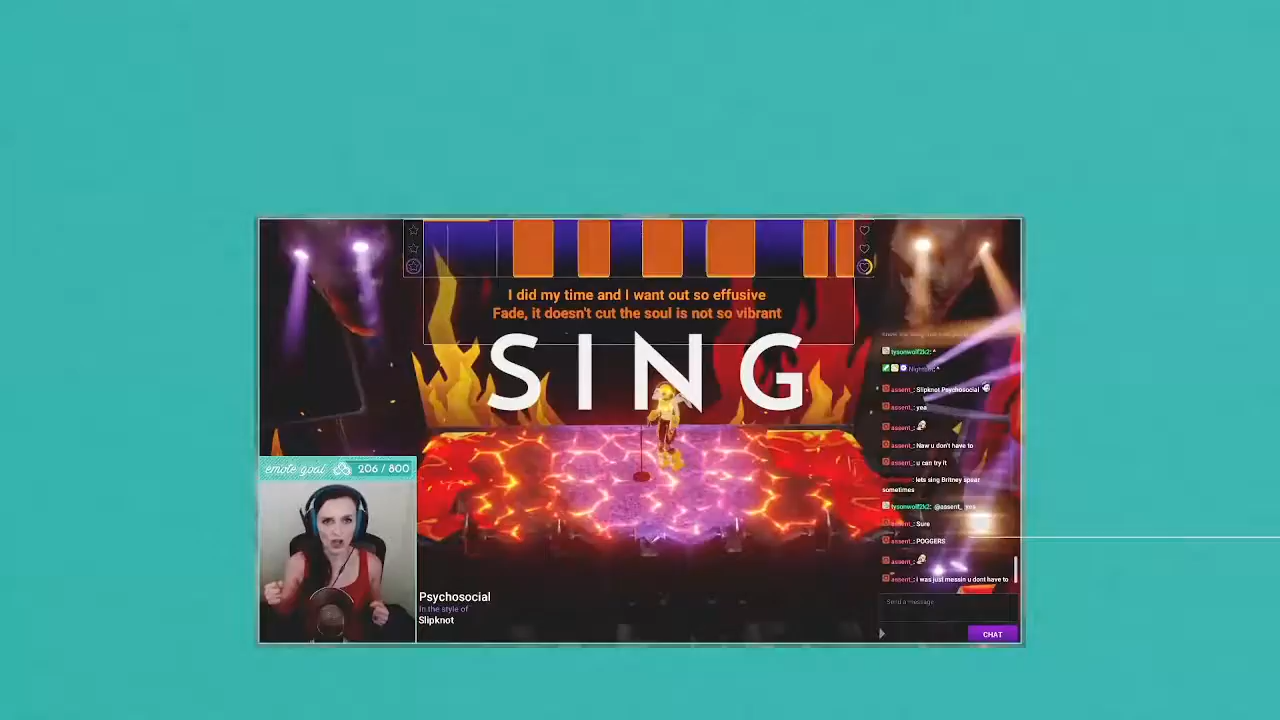 I did my time and I want out so effusive
Fade, it doesn't cut the soul is not so vibrant
SING
emote goal 206 / 800
Psychosocial
In the style of
Slipknot
tysonwolf2k2: ^
^
assent_: Slipknot Psychosocial
assent_: yea
assent_:
assent_: Naw u don't have to
assent_: u can try it
: lets sing Britney spear
sometimes
tysonwolf2k2: @assent_ yes
assent_: Sure
assent_: POGGERS
assent_:
assent_: i was just messin u dont have to
Send a message
CHAT